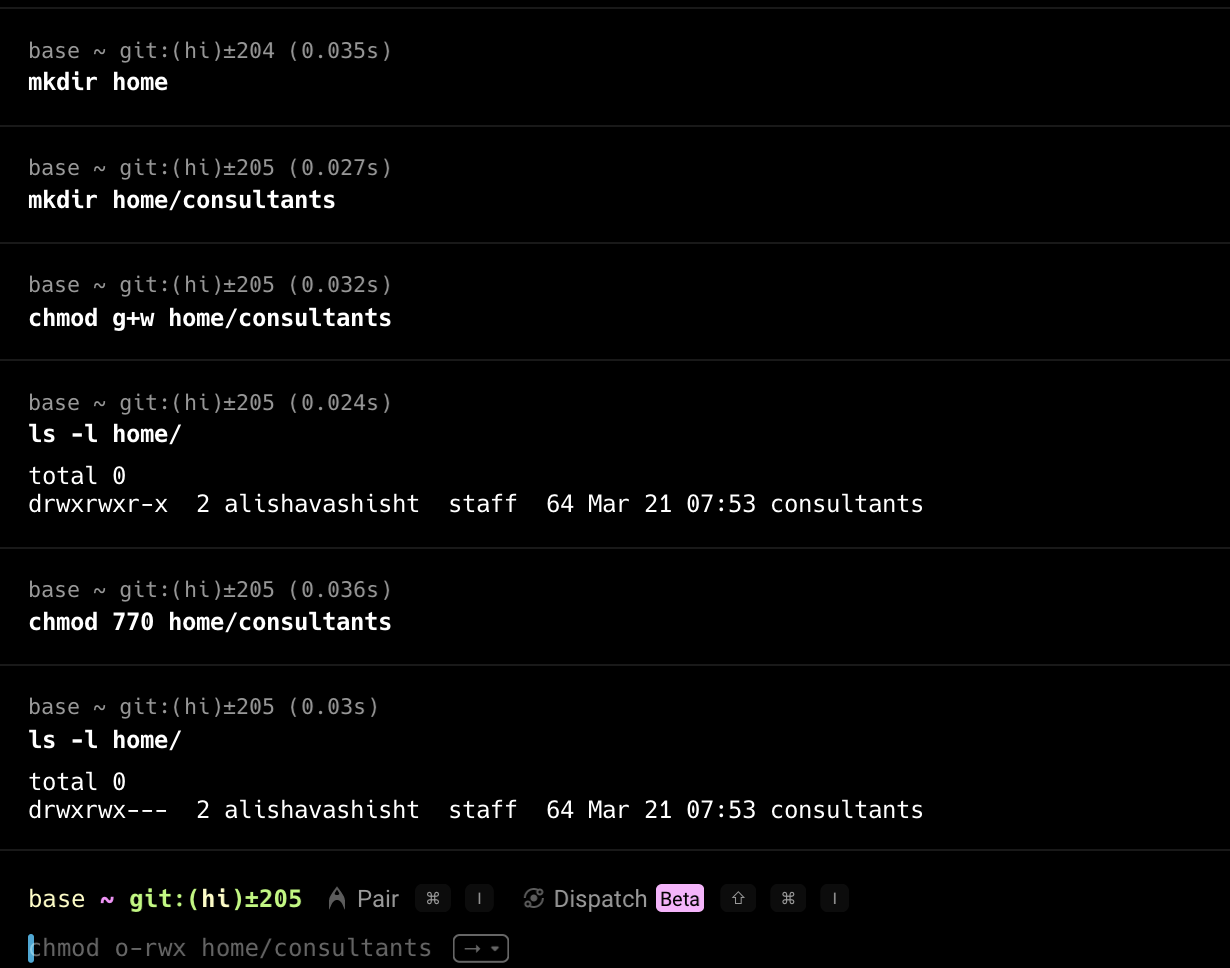 base ~ git:(hi)±204 (0.035s)
mkdir home
base ~ git:(hi)±205 (0.027s)
mkdir home/consultants
base ~ git:(hi)±205 (0.032s)
chmod g+w home/consultants
base ~ git:(hi)±205 (0.024s)
ls -l home/
total 0
drwxrwxr-x  2 alishavashisht  staff  64 Mar 21 07:53 consultants
base ~ git:(hi)±205 (0.036s)
chmod 770 home/consultants
base ~ git:(hi)±205 (0.03s)
ls -l home/
total 0
drwxrwx---  2 alishavashisht  staff  64 Mar 21 07:53 consultants
base ~ git:(hi)±205 Pair ⌘ I Dispatch Beta ⇧ ⌘ I
chmod o-rwx home/consultants →